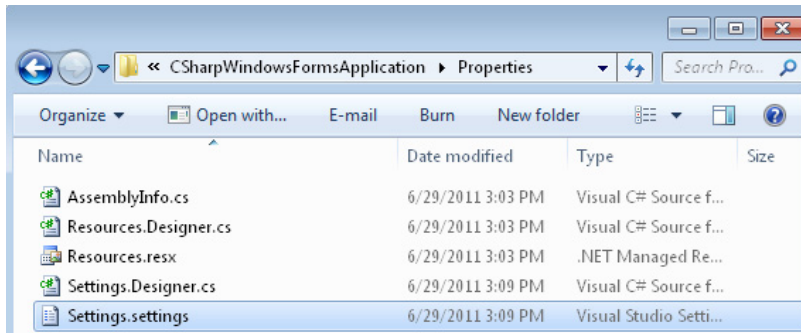 « CSharpWindowsFormsApplication ▸ Properties Search Pro...
Organize Open with... E-mail Burn New folder
Name Date modified Type Size
AssemblyInfo.cs 6/29/2011 3:03 PM Visual C# Source f...
Resources.Designer.cs 6/29/2011 3:03 PM Visual C# Source f...
Resources.resx 6/29/2011 3:03 PM .NET Managed Re...
Settings.Designer.cs 6/29/2011 3:09 PM Visual C# Source f...
Settings.settings 6/29/2011 3:09 PM Visual Studio Setti...